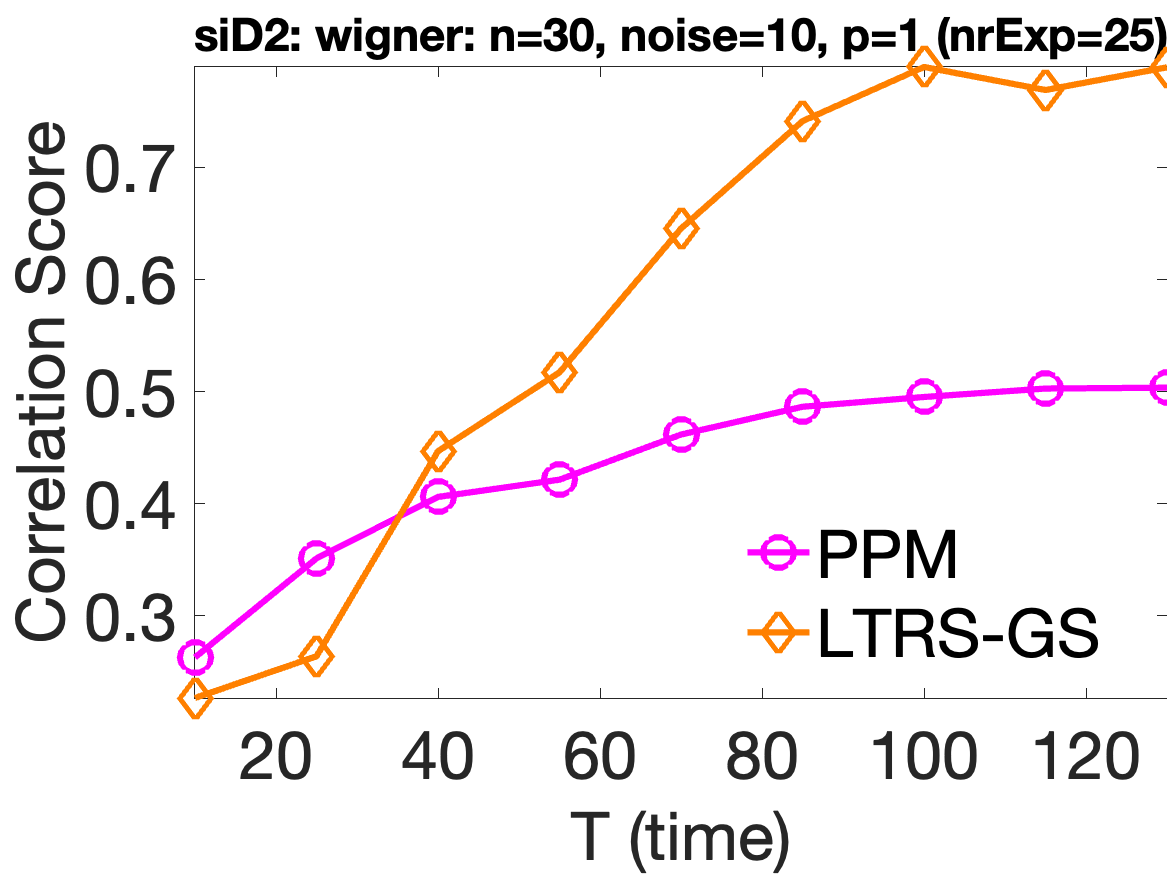 siD2: wigner: n=30, noise=10, p=1 (nrExp=25)
Correlation Score
0.7
0.6
0.5
0.4
0.3
PPM
LTRS-GS
20 40 60 80 100 120
T (time)